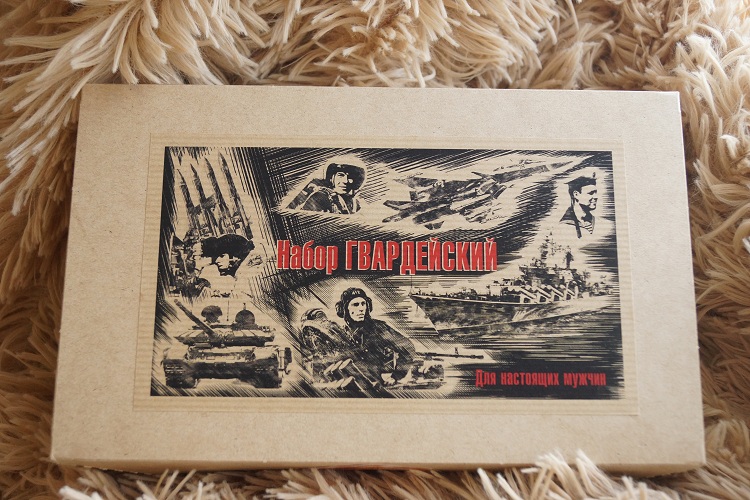 Набор ГВАРДЕЙСКИЙ
Для настоящих мужчин